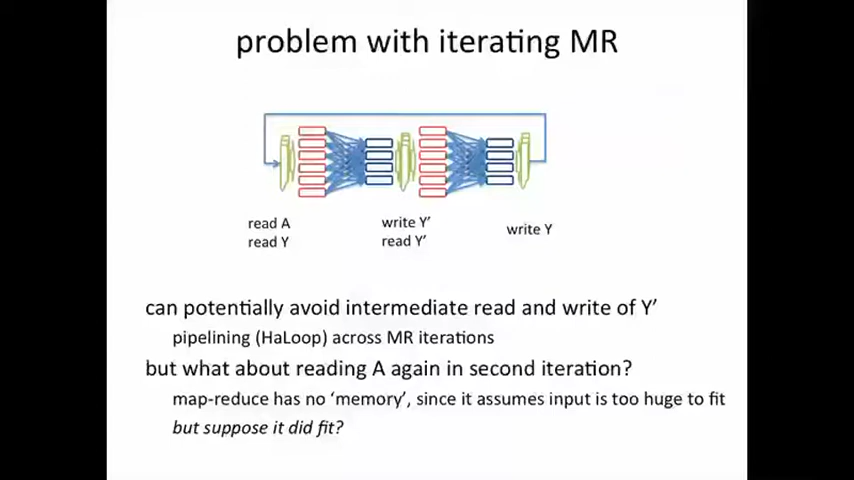 problem with iterating MR
read A
read Y
write Y’
read Y’
write Y
can potentially avoid intermediate read and write of Y’
pipelining (HaLoop) across MR iterations
but what about reading A again in second iteration?
map-reduce has no ‘memory’, since it assumes input is too huge to fit
but suppose it did fit?